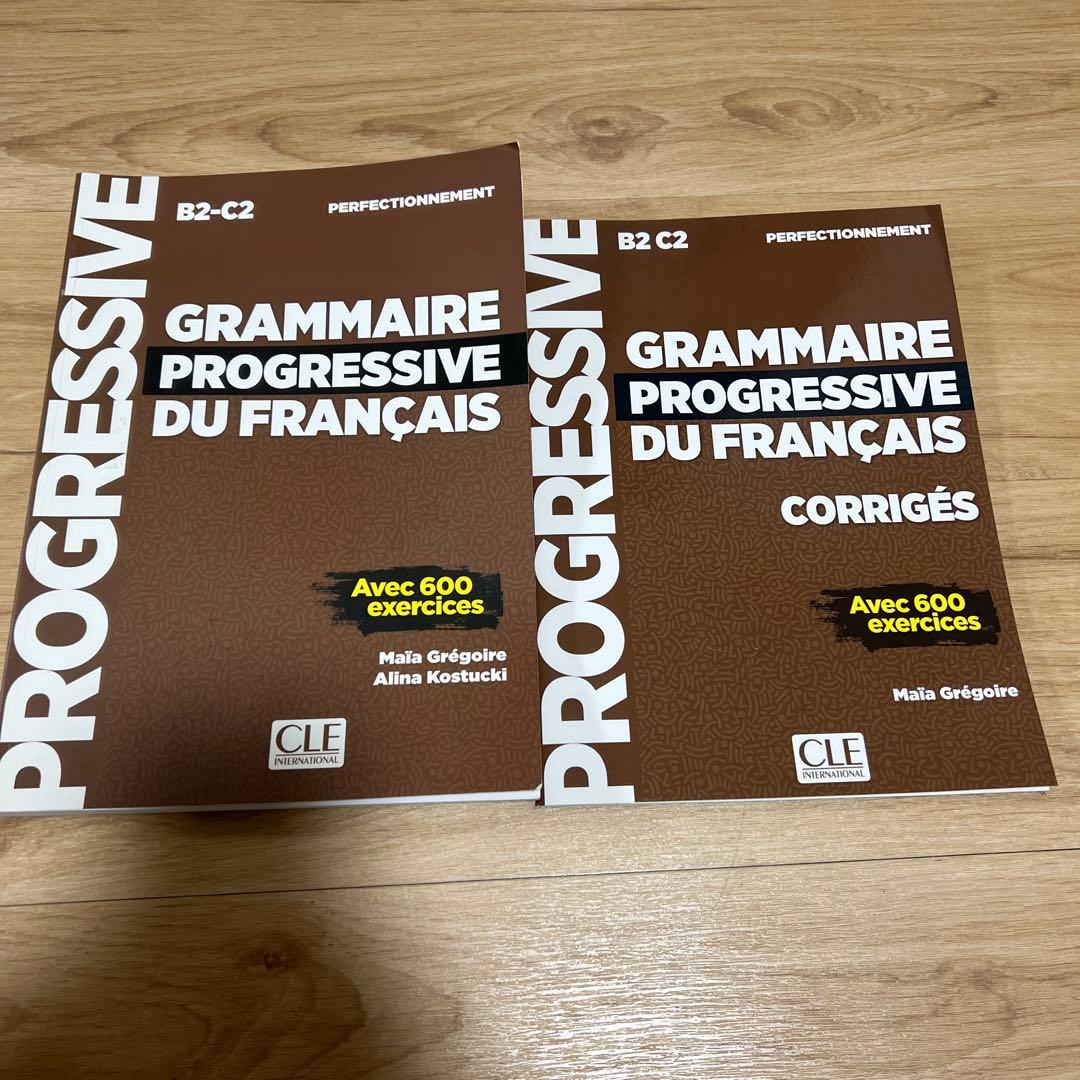 PROGRESSIVE
B2-C2
PERFECTIONNEMENT
GRAMMAIRE
PROGRESSIVE
DU FRANÇAIS
Avec 600
exercices
Maïa Grégoire
Alina Kostucki
CLE
INTERNATIONAL
PROGRESSIVE
B2 C2
PERFECTIONNEMENT
GRAMMAIRE
PROGRESSIVE
DU FRANÇAIS
CORRIGÉS
Avec 600
exercices
Maïa Grégoire
CLE
INTERNATIONAL